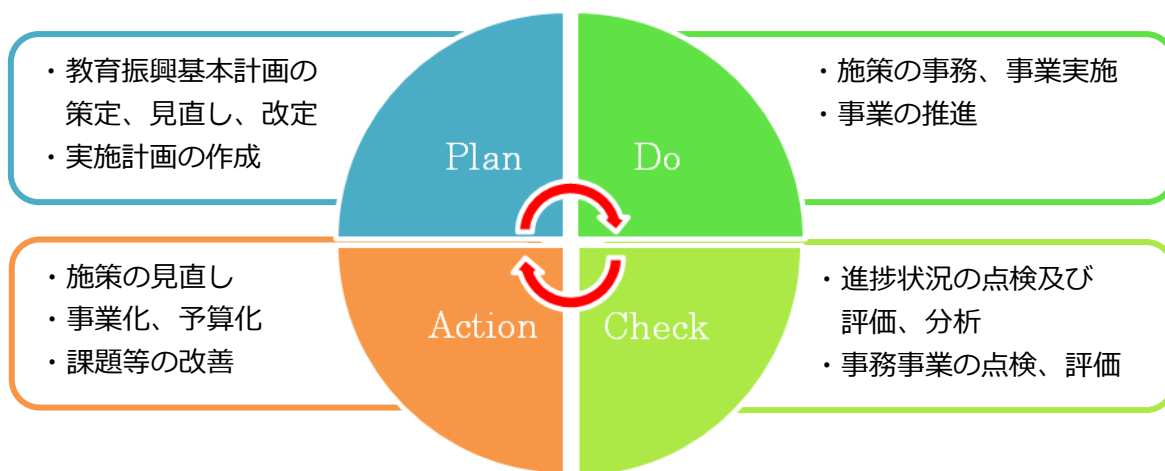 ・教育振興基本計画の
策定、見直し、改定
・実施計画の作成
Plan
Do
・施策の事務、事業実施
・事業の推進
・施策の見直し
・事業化、予算化
・課題等の改善
Action
Check
・進捗状況の点検及び
評価、分析
・事務事業の点検、評価